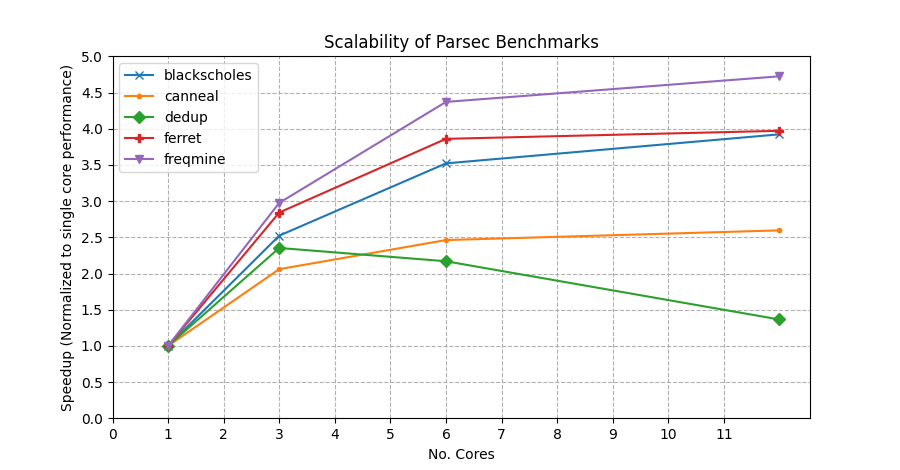 Scalability of Parsec Benchmarks
Speedup (Normalized to single core performance)
5.0
4.5
4.0
3.5
3.0
2.5
2.0
1.5
1.0
0.5
0.0
blackscholes
canneal
dedup
ferret
freqmine
0 1 2 3 4 5 6 7 8 9 10 11
No. Cores